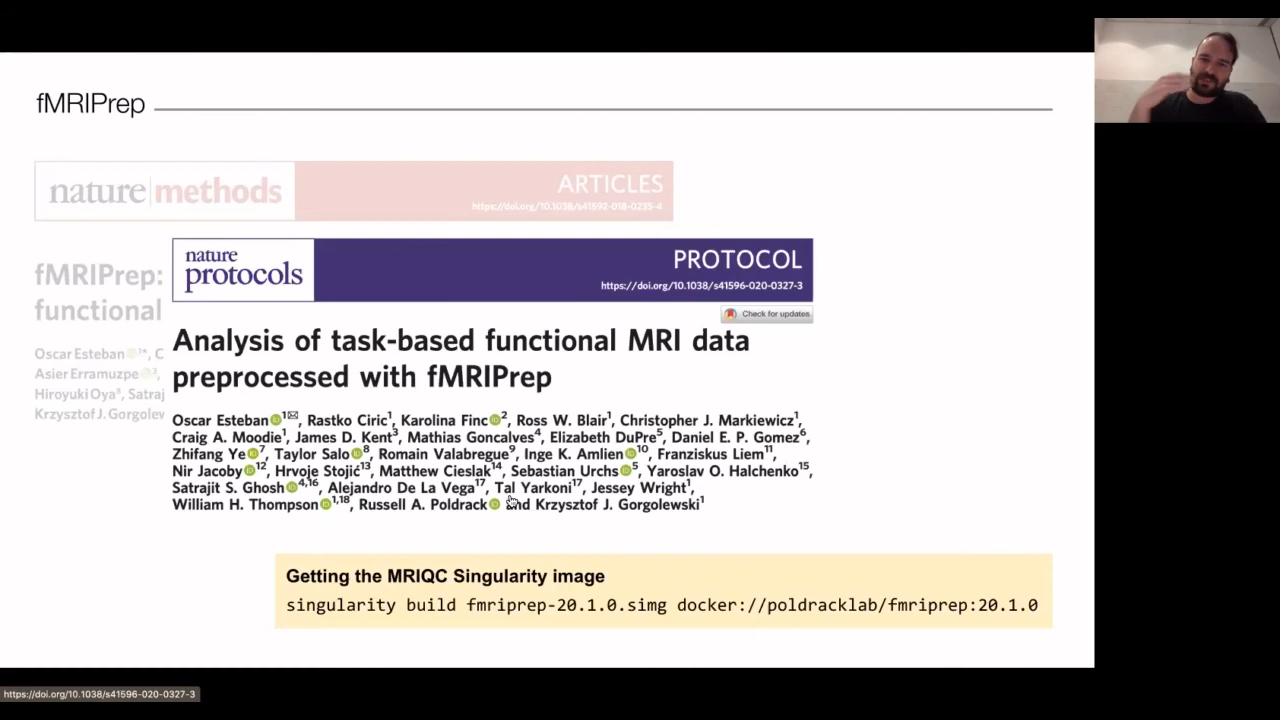 fMRIPrep
nature methods
ARTICLES
https://doi.org/10.1038/s41592-018-0235-4
nature
protocols
PROTOCOL
https://doi.org/10.1038/s41596-020-0327-3
Check for updates
fMRIPrep:
functional
Oscar Esteban 1*, C
Asier Erramuzpe 3,
Hiroyuki Oya3, Satraj
Krzysztof J. Gorgolew
Analysis of task-based functional MRI data
preprocessed with fMRIPrep
Oscar Esteban 1✉, Rastko Ciric1, Karolina Finc 2, Ross W. Blair1, Christopher J. Markiewicz1,
Craig A. Moodie1, James D. Kent3, Mathias Goncalves4, Elizabeth DuPre5, Daniel E. P. Gomez6,
Zhifang Ye 7, Taylor Salo 8, Romain Valabregue9, Inge K. Amlien 10, Franziskus Liem11,
Nir Jacoby 12, Hrvoje Stojić13, Matthew Cieslak14, Sebastian Urchs 5, Yaroslav O. Halchenko15,
Satrajit S. Ghosh 4,16, Alejandro De La Vega17, Tal Yarkoni17, Jessey Wright1,
William H. Thompson 1,18, Russell A. Poldrack and Krzysztof J. Gorgolewski1
Getting the MRIQC Singularity image
singularity build fmriprep-20.1.0.simg docker://poldracklab/fmriprep:20.1.0
https://doi.org/10.1038/s41596-020-0327-3